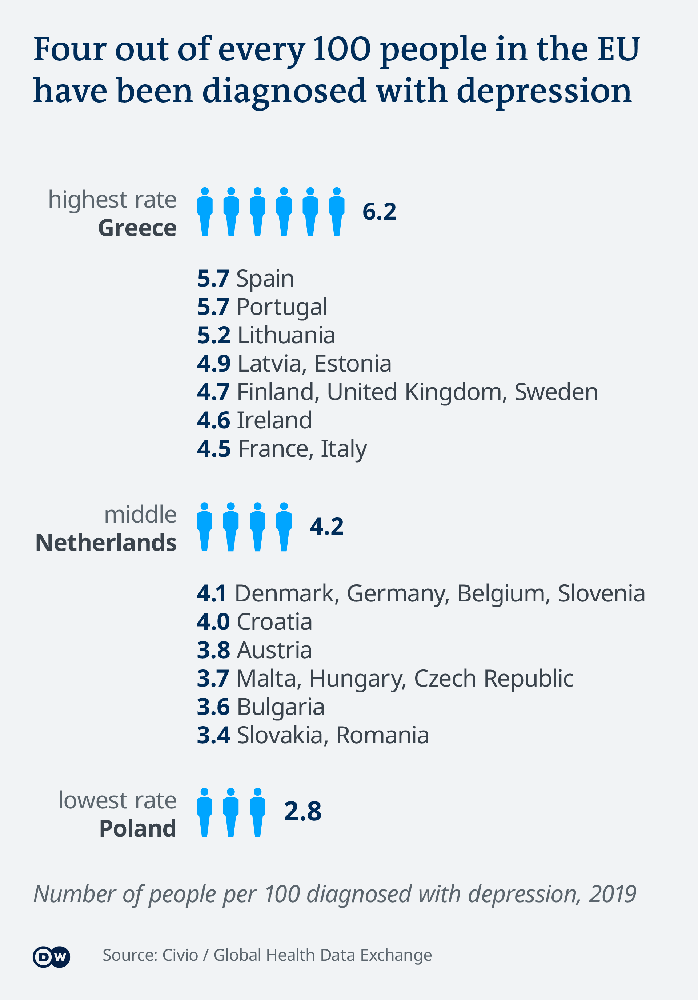 Four out of every 100 people in the EU
have been diagnosed with depression
highest rate
Greece
6.2
5.7 Spain
5.7 Portugal
5.2 Lithuania
4.9 Latvia, Estonia
4.7 Finland, United Kingdom, Sweden
4.6 Ireland
4.5 France, Italy
middle
Netherlands
4.2
4.1 Denmark, Germany, Belgium, Slovenia
4.0 Croatia
3.8 Austria
3.7 Malta, Hungary, Czech Republic
3.6 Bulgaria
3.4 Slovakia, Romania
lowest rate
Poland
2.8
Number of people per 100 diagnosed with depression, 2019
DW
Source: Civio / Global Health Data Exchange